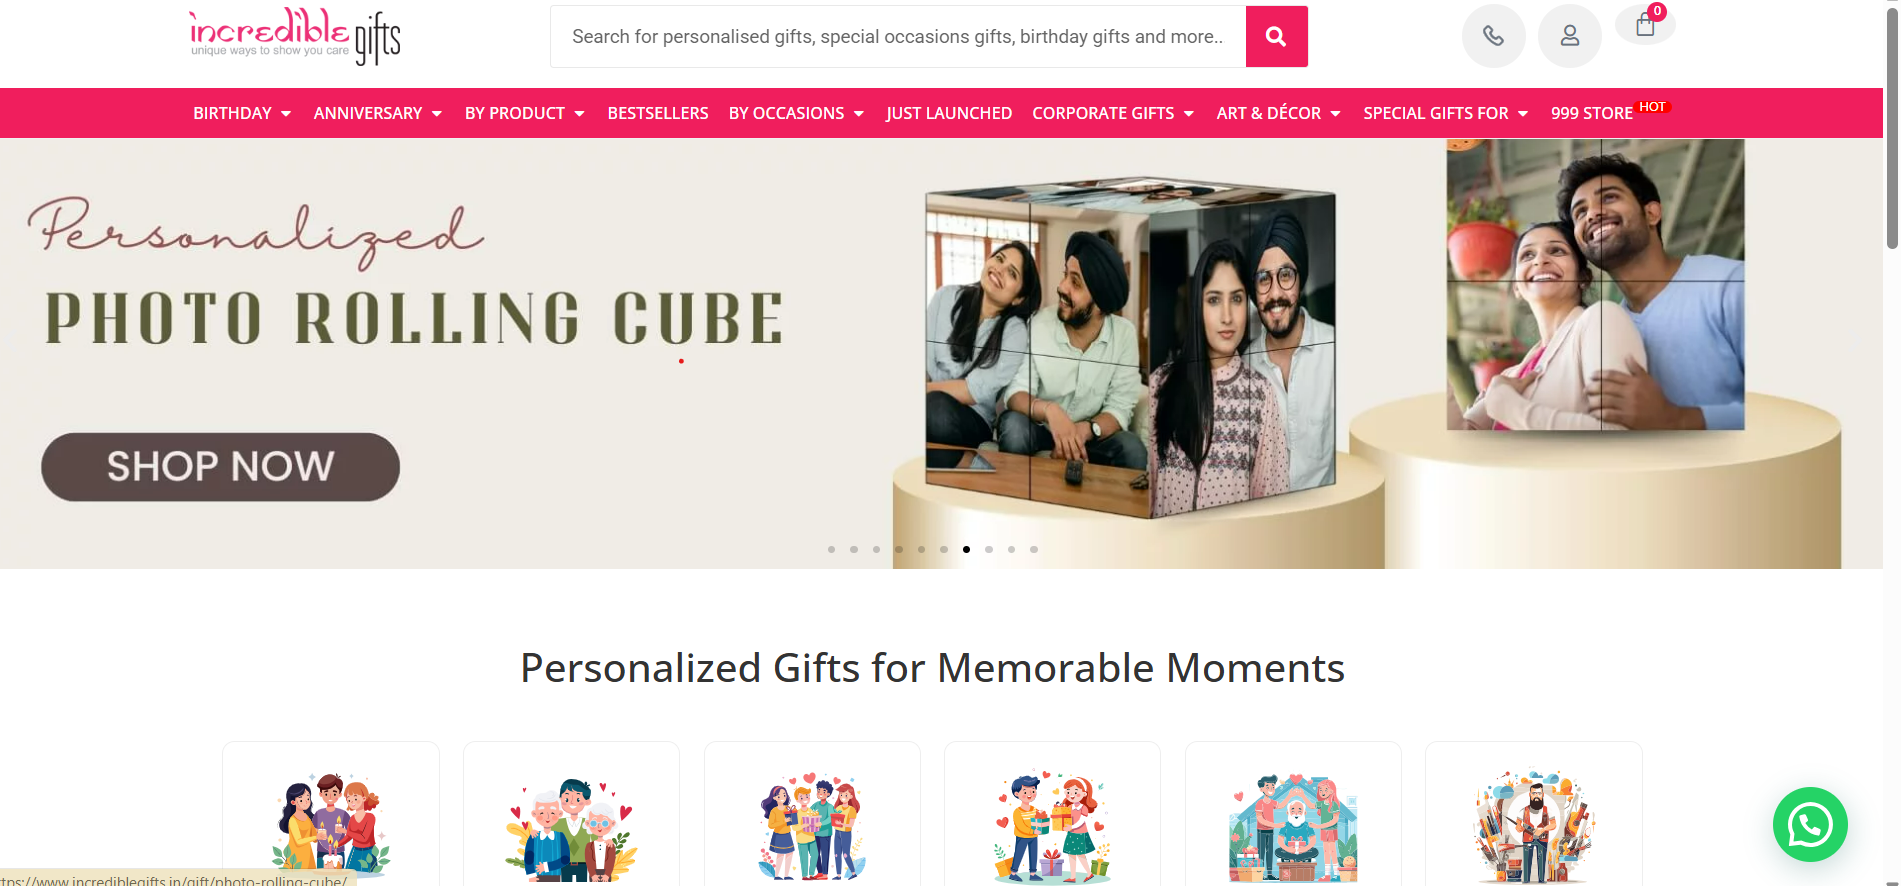 incredible gifts
unique ways to show you care
Search for personalised gifts, special occasions gifts, birthday gifts and more..
0
BIRTHDAY
ANNIVERSARY
BY PRODUCT
BESTSELLERS
BY OCCASIONS
JUST LAUNCHED
CORPORATE GIFTS
ART & DÉCOR
SPECIAL GIFTS FOR
999 STORE
HOT
Personalized
PHOTO ROLLING CUBE
SHOP NOW
Personalized Gifts for Memorable Moments
ttps://www.incrediblegifts.in/gift/photo-rolling-cube/